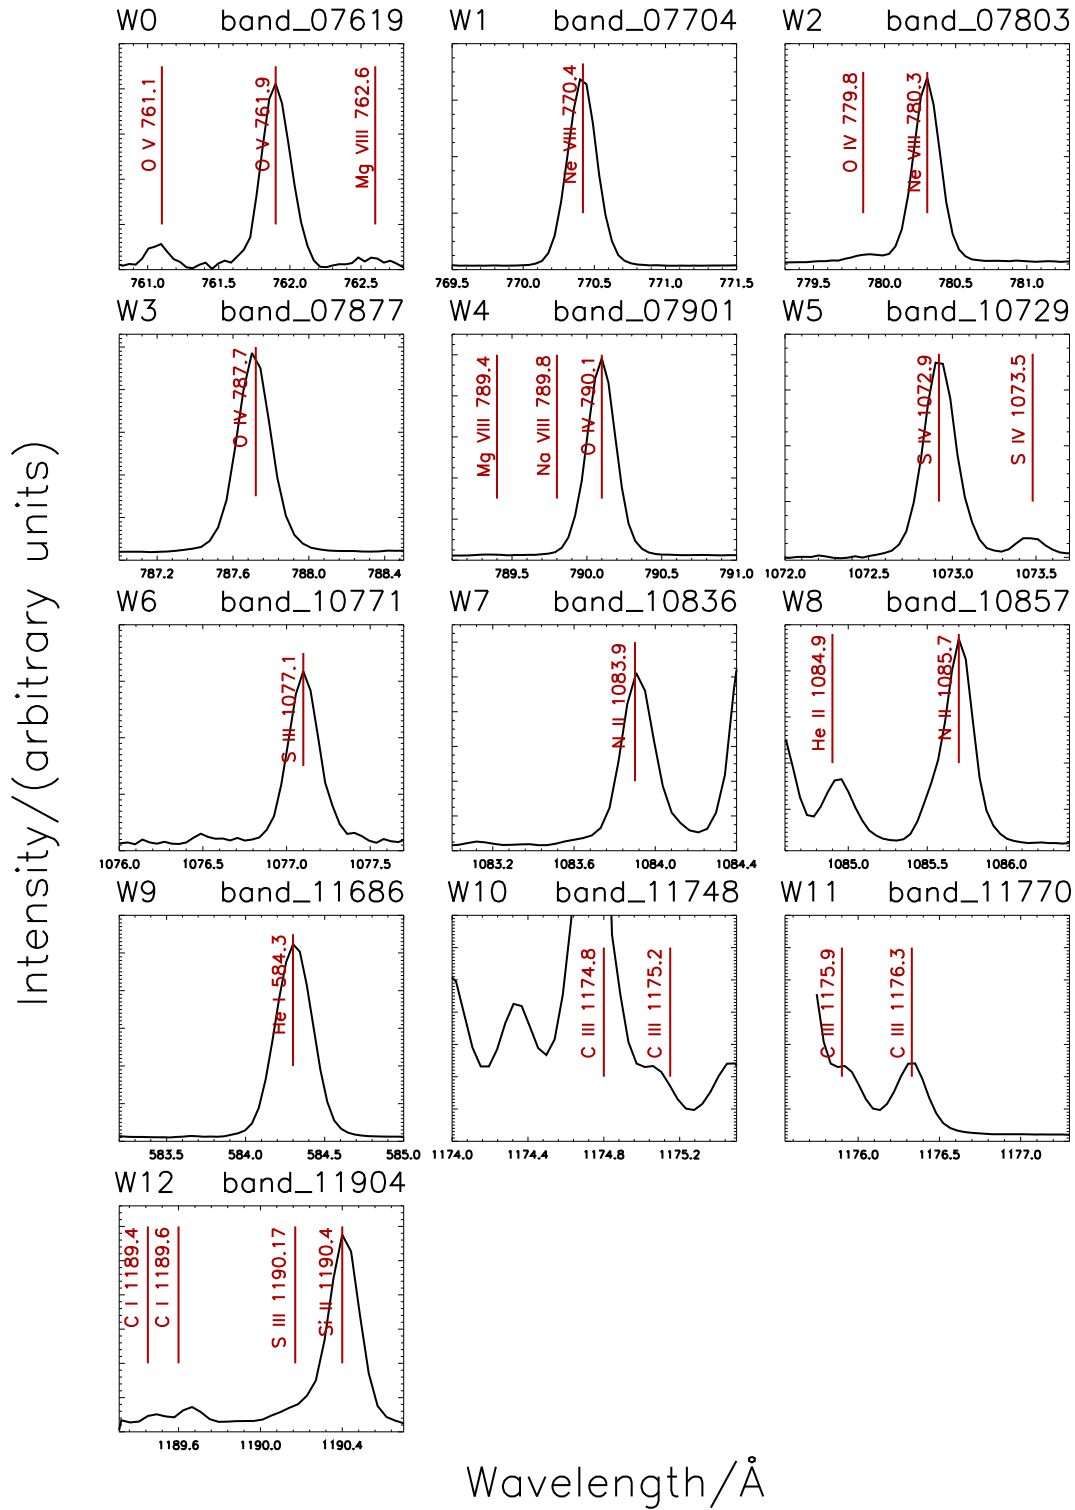 W0 band_07619
O V 761.1
O V 761.9
Mg VIII 762.6
761.0 761.5 762.0 762.5
W1 band_07704
Ne VIII 770.4
769.5 770.0 770.5 771.0 771.5
W2 band_07803
O IV 779.8
Ne VIII 780.3
779.5 780.0 780.5 781.0
W3 band_07877
O IV 787.7
787.2 787.6 788.0 788.4
W4 band_07901
Mg VIII 789.4
Na VIII 789.8
O IV 790.1
789.5 790.0 790.5 791.0
W5 band_10729
S IV 1072.9
S IV 1073.5
1072.0 1072.5 1073.0 1073.5
W6 band_10771
S III 1077.1
1076.0 1076.5 1077.0 1077.5
W7 band_10836
N II 1083.9
1083.2 1083.6 1084.0 1084.4
W8 band_10857
He II 1084.9
N II 1085.7
1085.0 1085.5 1086.0
W9 band_11686
He I 584.3
583.5 584.0 584.5 585.0
W10 band_11748
C III 1174.8
C III 1175.2
1174.0 1174.4 1174.8 1175.2
W11 band_11770
C III 1175.9
C III 1176.3
1176.0 1176.5 1177.0
W12 band_11904
C I 1189.4
C I 1189.6
S III 1190.17
Si II 1190.4
1189.6 1190.0 1190.4
Intensity/(arbitrary units)
Wavelength/Å